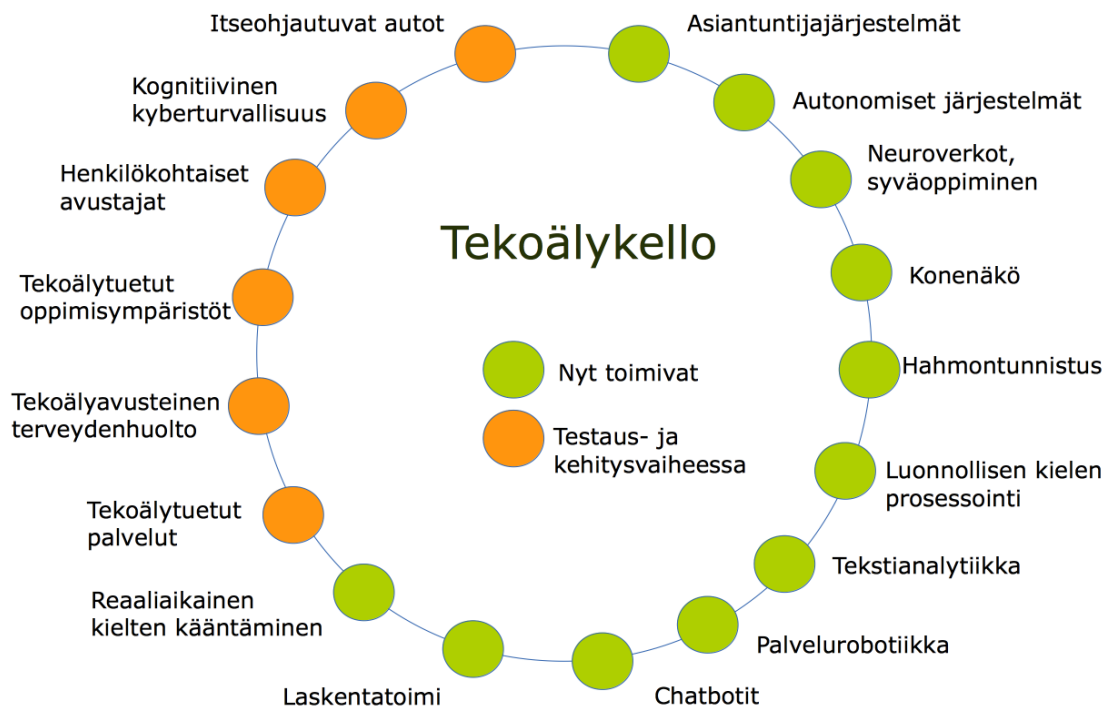 Itseohjautuvat autot
Asiantuntijajärjestelmät
Kognitiivinen
kyberturvallisuus
Autonomiset järjestelmät
Henkilökohtaiset
avustajat
Neuroverkot,
syväoppiminen
Tekoälykello
Tekoälytuetut
oppimisympäristöt
Konenäkö
Nyt toimivat
Hahmontunnistus
Tekoälyavusteinen
terveydenhuolto
Testaus- ja
kehitysvaiheessa
Luonnollisen kielen
prosessointi
Tekoälytuetut
palvelut
Tekstianalytiikka
Reaaliaikainen
kielten kääntäminen
Palvelurobotiikka
Laskentatoimi
Chatbotit